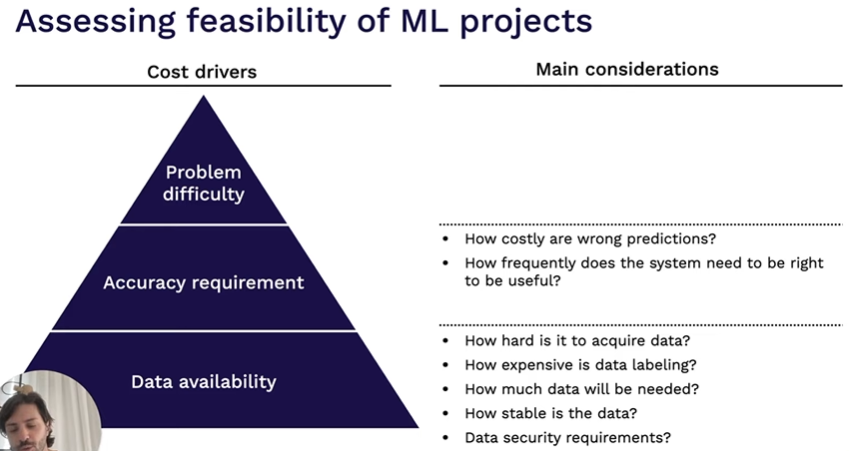 Assessing feasibility of ML projects
Cost drivers
Main considerations
Problem
difficulty
Accuracy requirement
Data availability
• How costly are wrong predictions?
• How frequently does the system need to be right
to be useful?
• How hard is it to acquire data?
• How expensive is data labeling?
• How much data will be needed?
• How stable is the data?
• Data security requirements?